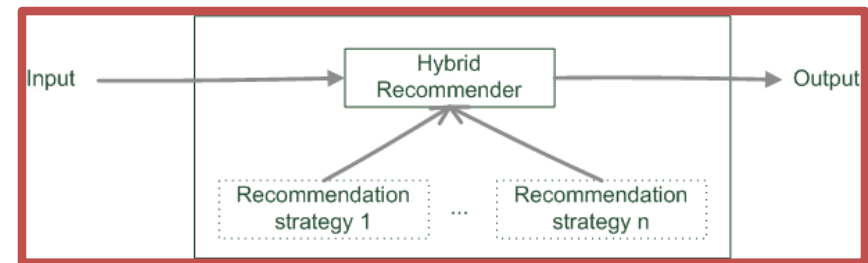 Hybrid
Recommender
Input
Output
Recommendation
strategy 1
...
Recommendation
strategy n